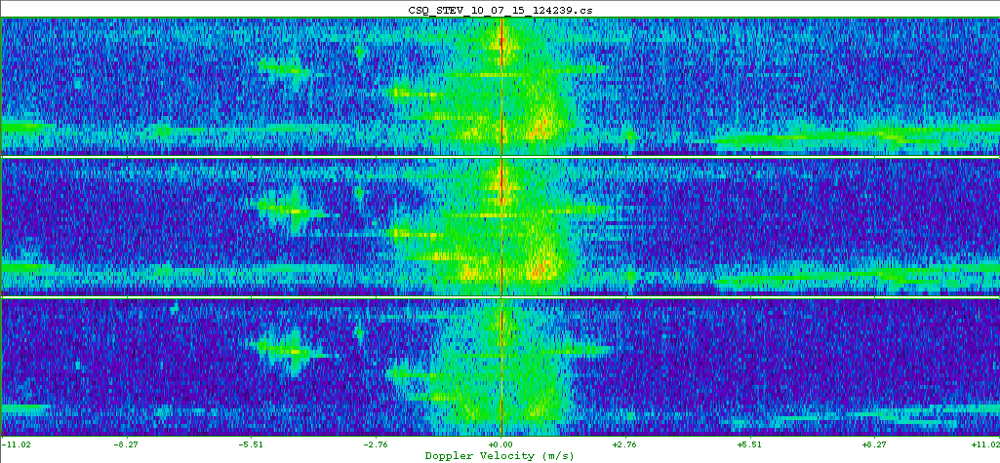 CSQ_STEV_10_07_15_124239.cs
-11.02 -8.27 -5.51 -2.76 +0.00 +2.76 +5.51 +8.27 +11.02
Doppler Velocity (m/s)